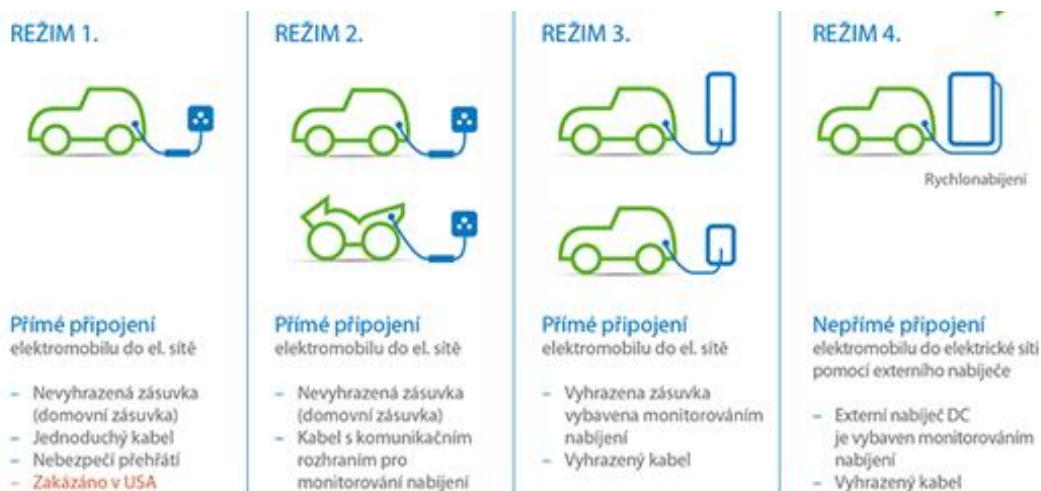 REŽIM 1.
Přímé připojení
elektromobilu do el. sítě
– Nevyhrazená zásuvka
(domovní zásuvka)
– Jednoduchý kabel
– Nebezpečí přehřátí
– Zakázáno v USA
REŽIM 2.
Přímé připojení
elektromobilu do el. sítě
– Nevyhrazená zásuvka
(domovní zásuvka)
– Kabel s komunikačním
rozhraním pro
monitorování nabíjení
REŽIM 3.
Přímé připojení
elektromobilu do el. sítě
– Vyhrazena zásuvka
vybavena monitorováním
nabíjení
– Vyhrazený kabel
REŽIM 4.
Rychlonabíjení
Nepřímé připojení
elektromobilu do elektrické síti
pomocí externího nabíječe
– Externí nabíječ DC
je vybaven monitorováním
nabíjení
– Vyhrazený kabel